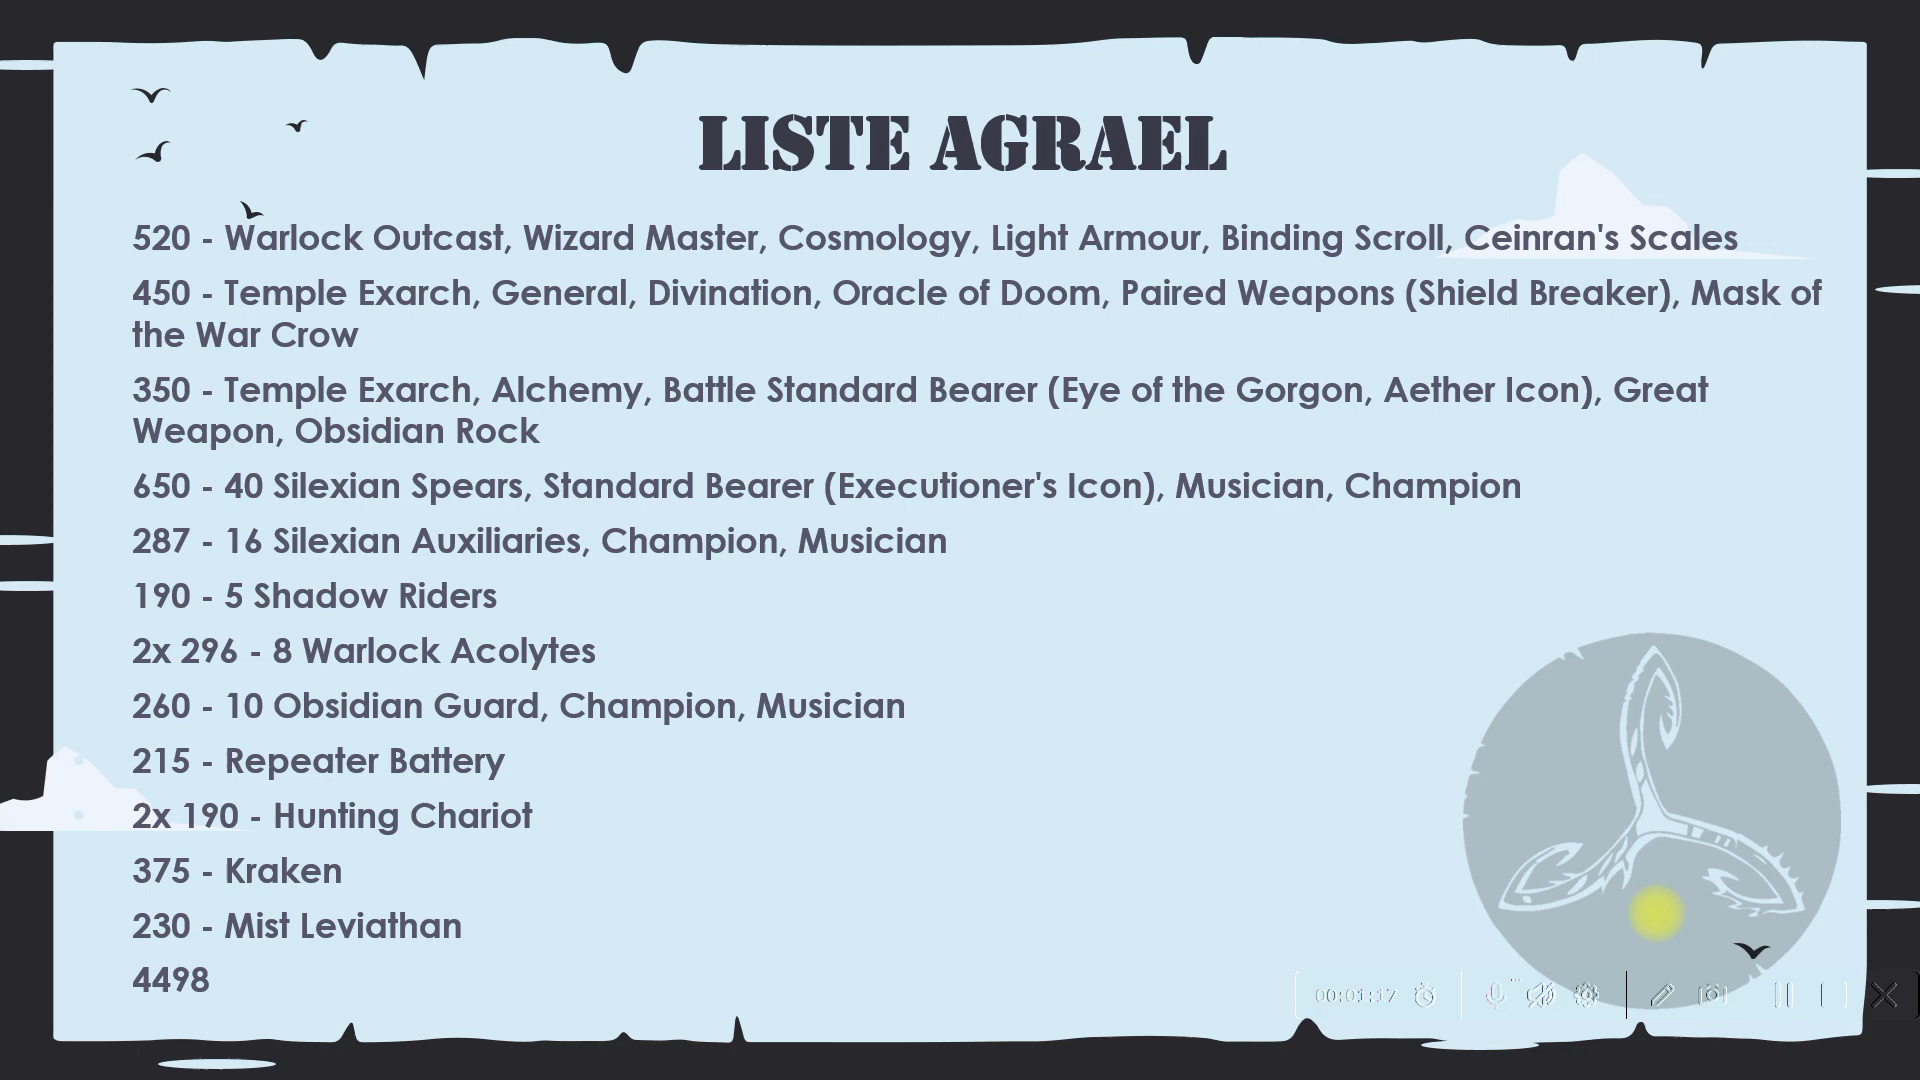 LISTE AGRAEL
520 - Warlock Outcast, Wizard Master, Cosmology, Light Armour, Binding Scroll, Ceinran's Scales
450 - Temple Exarch, General, Divination, Oracle of Doom, Paired Weapons (Shield Breaker), Mask of
the War Crow
350 - Temple Exarch, Alchemy, Battle Standard Bearer (Eye of the Gorgon, Aether Icon), Great
Weapon, Obsidian Rock
650 - 40 Silexian Spears, Standard Bearer (Executioner's Icon), Musician, Champion
287 - 16 Silexian Auxiliaries, Champion, Musician
190 - 5 Shadow Riders
2x 296 - 8 Warlock Acolytes
260 - 10 Obsidian Guard, Champion, Musician
215 - Repeater Battery
2x 190 - Hunting Chariot
375 - Kraken
230 - Mist Leviathan
4498
00:01:17